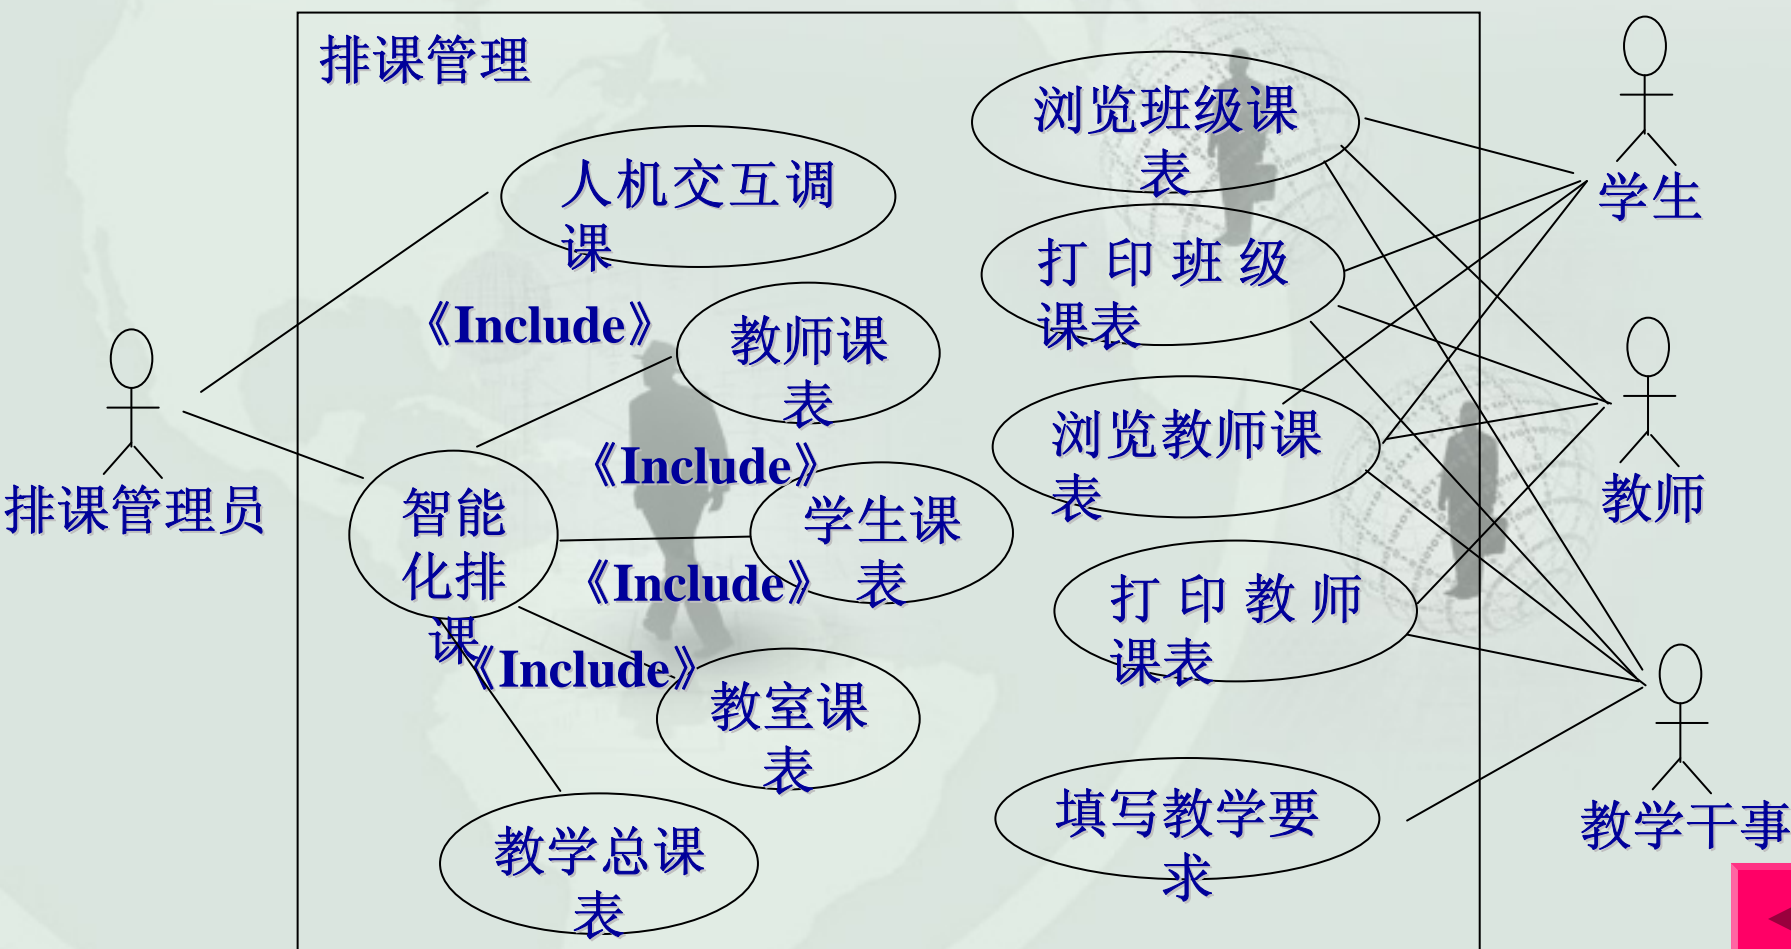 排课管理
人机交互调
课
《Include》
教师课
表
《Include》
智能
化排
课
学生课
表
《Include》
《Include》
教室课
表
教学总课
表
排课管理员
浏览班级课
表
打 印 班 级
课表
浏览教师课
表
打 印 教 师
课表
填写教学要
求
学生
教师
教学干事